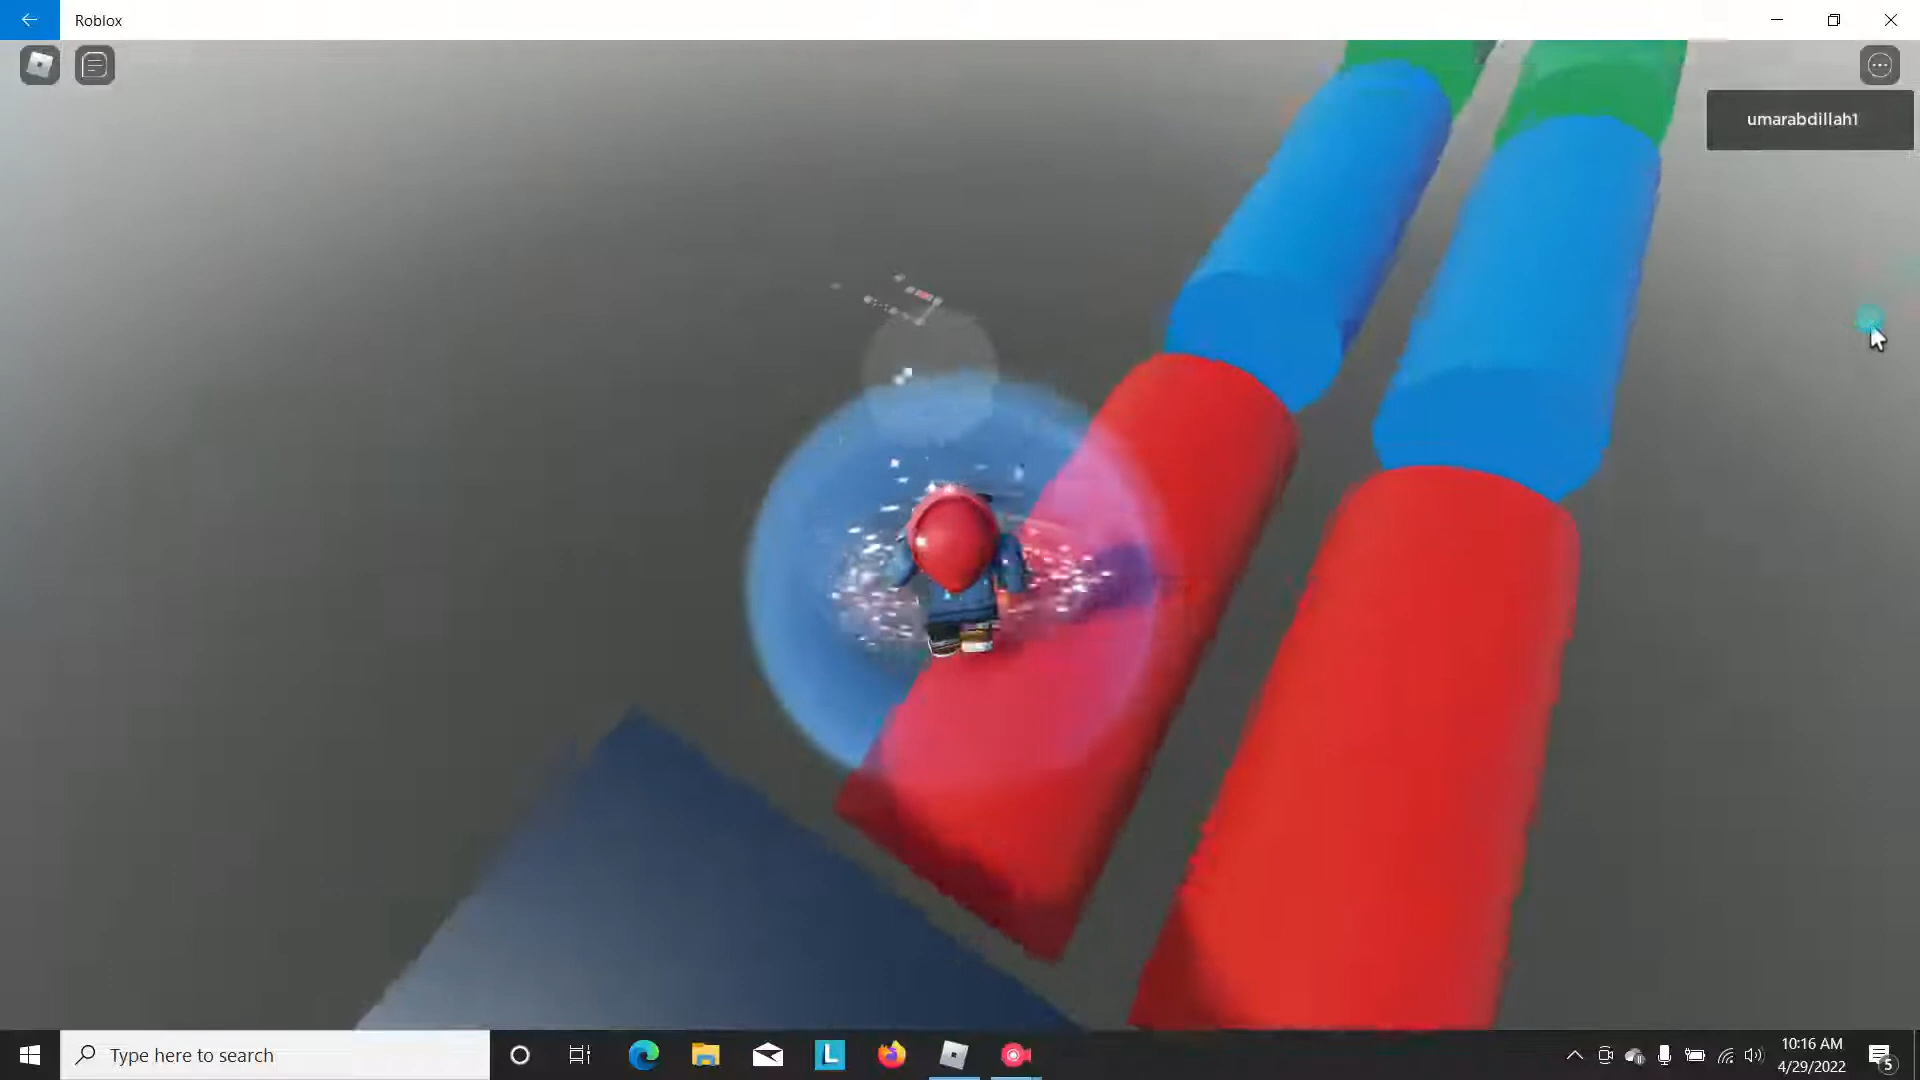 Roblox
umarabdillah1
Type here to search
L
10:16 AM
4/29/2022
5